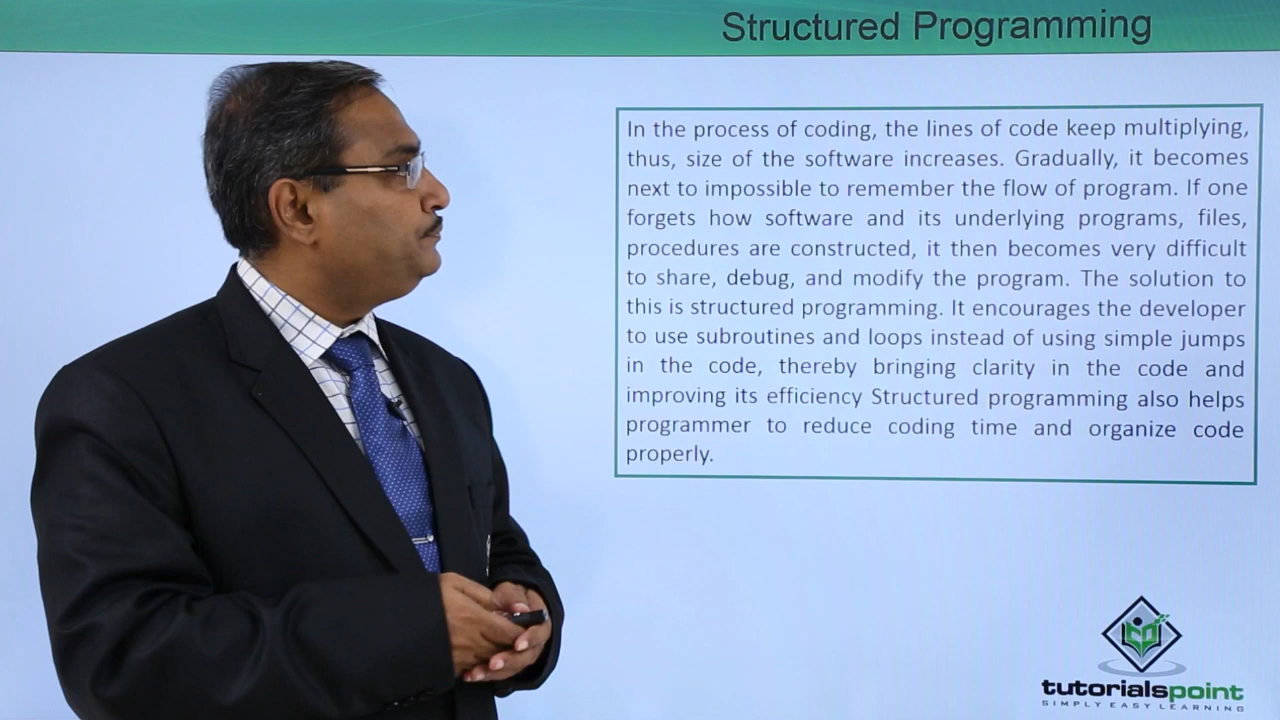 Structured Programming
In the process of coding, the lines of code keep multiplying,
thus, size of the software increases. Gradually, it becomes
next to impossible to remember the flow of program. If one
forgets how software and its underlying programs, files,
procedures are constructed, it then becomes very difficult
to share, debug, and modify the program. The solution to
this is structured programming. It encourages the developer
to use subroutines and loops instead of using simple jumps
in the code, thereby bringing clarity in the code and
improving its efficiency Structured programming also helps
programmer to reduce coding time and organize code
properly.
tutorialspoint
SIMPLY EASY LEARNING